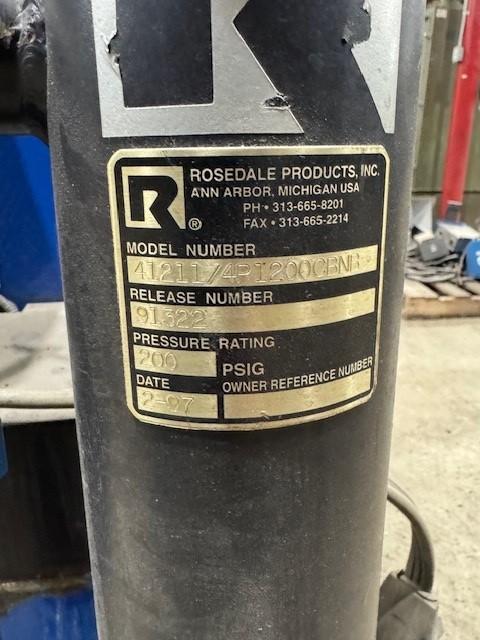 R
R®
ROSEDALE PRODUCTS, INC.
ANN ARBOR, MICHIGAN USA
PH • 313-665-8201
FAX • 313-665-2214
MODEL NUMBER
412111/4PI200CBNB
RELEASE NUMBER
91322
PRESSURE RATING
200 PSIG
DATE OWNER REFERENCE NUMBER
2-97